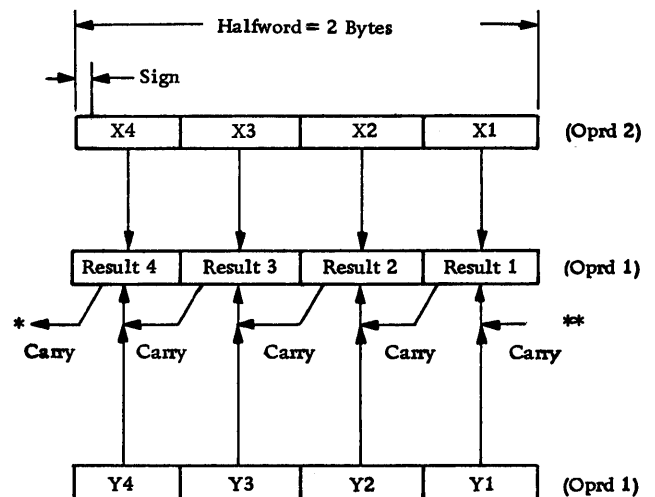 Halfword = 2 Bytes
Sign
X4 X3 X2 X1 (Oprd 2)
Result 4 Result 3 Result 2 Result 1 (Oprd 1)
* **
Carry Carry Carry Carry Carry
Y4 Y3 Y2 Y1 (Oprd 1)